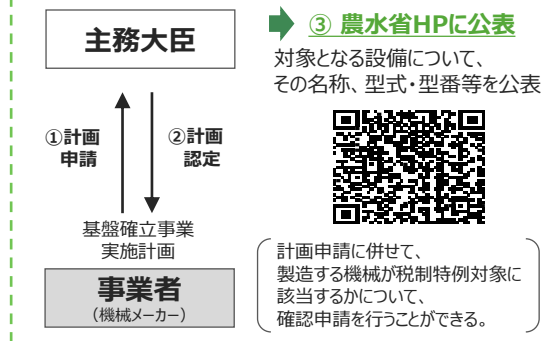 主務大臣
③ 農水省HPに公表
対象となる設備について、
その名称、型式・型番等を公表
①計画
申請
②計画
認定
基盤確立事業
実施計画
事業者
(機械メーカー)
計画申請に併せて、
製造する機械が税制特例対象に
該当するかについて、
確認申請を行うことができる。